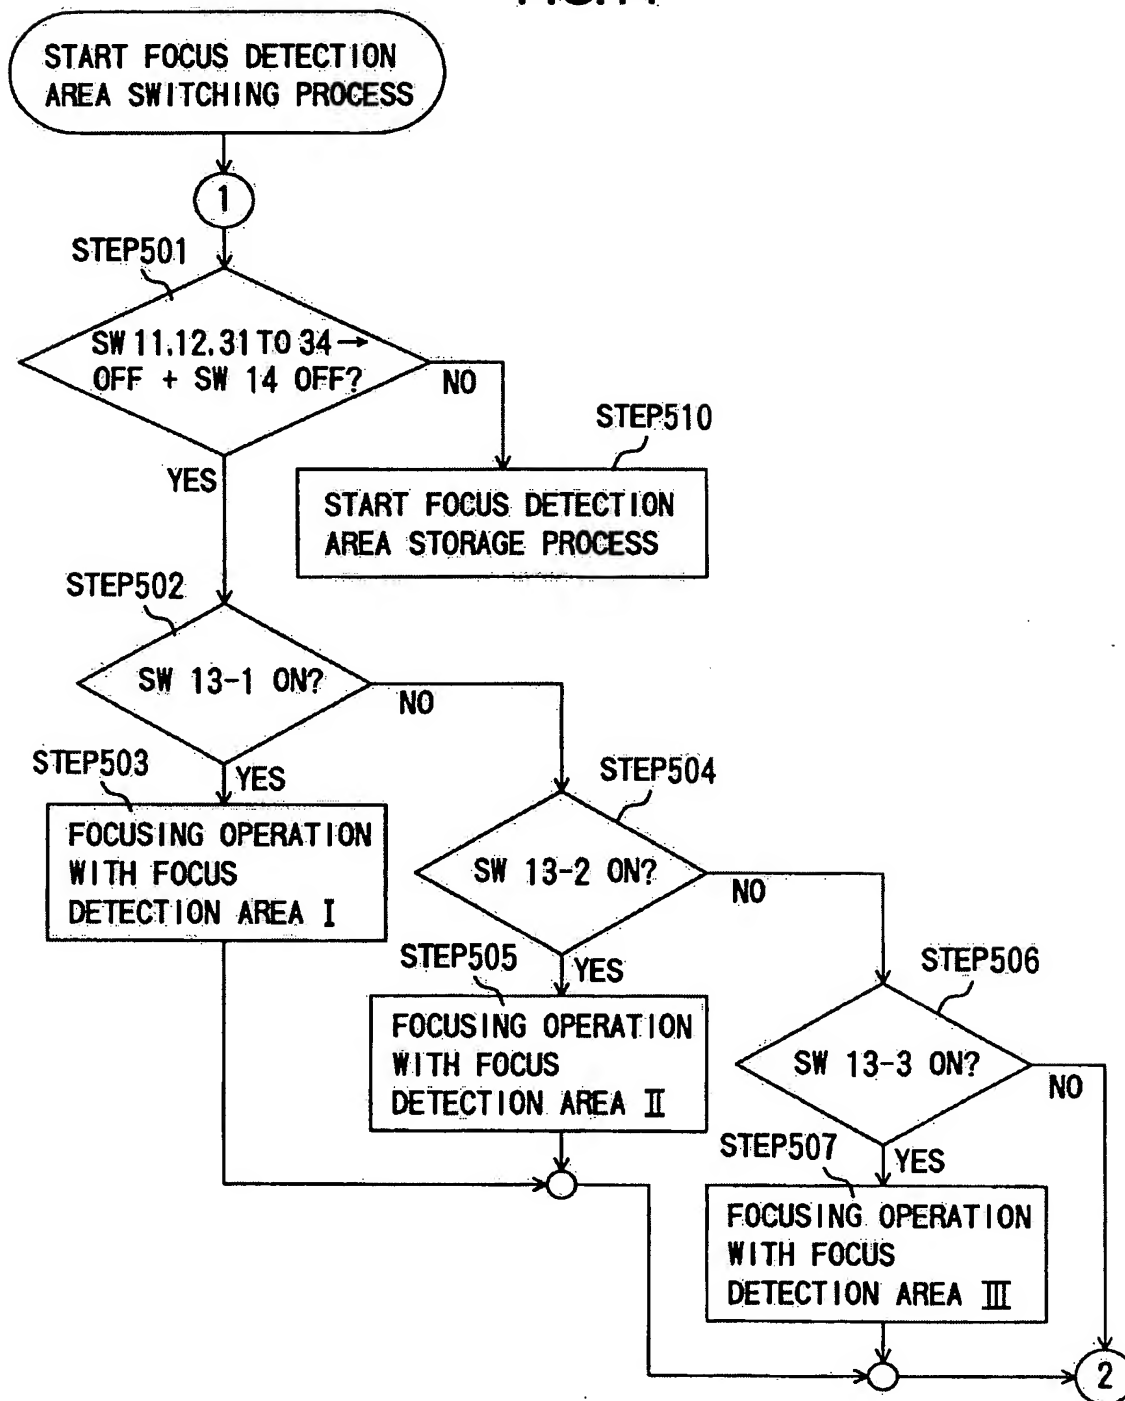 START FOCUS DETECTION
AREA SWITCHING PROCESS
1
STEP501
SW 11.12.31 TO 34→
OFF + SW 14 OFF?
NO
YES
STEP510
START FOCUS DETECTION
AREA STORAGE PROCESS
STEP502
SW 13-1 ON?
NO
STEP503
YES
FOCUSING OPERATION
WITH FOCUS
DETECTION AREA I
STEP504
SW 13-2 ON?
NO
STEP505
YES
FOCUSING OPERATION
WITH FOCUS
DETECTION AREA II
STEP506
SW 13-3 ON?
NO
STEP507
YES
FOCUSING OPERATION
WITH FOCUS
DETECTION AREA III
2